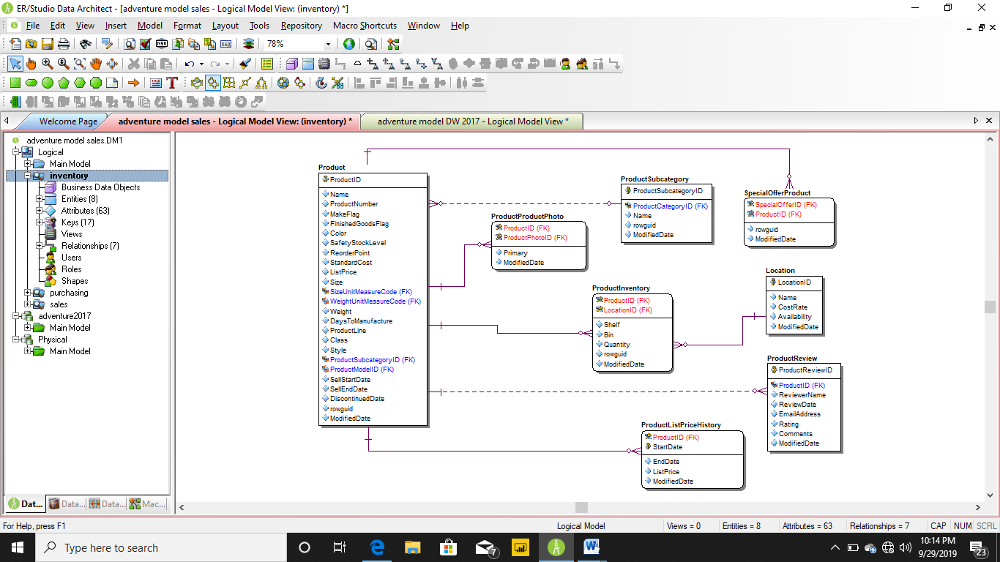 ER/Studio Data Architect - [adventure model sales - Logical Model View: (inventory) *]
File Edit View Insert Model Format Layout Tools Repository Macro Shortcuts Window Help
78%
Welcome Page
adventure model sales - Logical Model View: (inventory) *
adventure model DW 2017 - Logical Model View *
adventure model sales.DM1
Logical
Main Model
inventory
Business Data Objects
Entities (8)
Attributes (63)
Keys (17)
Views
Relationships (7)
Users
Roles
Shapes
purchasing
sales
adventure2017
Main Model
Physical
Main Model
Dat...
Data...
Data...
Mac...
Product
ProductID
Name
ProductNumber
MakeFlag
FinishedGoodsFlag
Color
SafetyStockLevel
ReorderPoint
StandardCost
ListPrice
Size
SizeUnitMeasureCode (FK)
WeightUnitMeasureCode (FK)
Weight
DaysToManufacture
ProductLine
Class
Style
ProductSubcategoryID (FK)
ProductModelID (FK)
SellStartDate
SellEndDate
DiscontinuedDate
rowguid
ModifiedDate
ProductSubcategory
ProductSubcategoryID
ProductCategoryID (FK)
Name
rowguid
ModifiedDate
SpecialOfferProduct
SpecialOfferID (FK)
ProductID (FK)
rowguid
ModifiedDate
ProductProductPhoto
ProductID (FK)
ProductPhotoID (FK)
Primary
ModifiedDate
ProductInventory
ProductID (FK)
LocationID (FK)
Shelf
Bin
Quantity
rowguid
ModifiedDate
Location
LocationID
Name
CostRate
Availability
ModifiedDate
ProductReview
ProductReviewID
ProductID (FK)
ReviewerName
ReviewDate
EmailAddress
Rating
Comments
ModifiedDate
ProductListPriceHistory
ProductID (FK)
StartDate
EndDate
ListPrice
ModifiedDate
For Help, press F1
Logical Model
Views = 0
Entities = 8
Attributes = 63
Relationships = 7
CAP NUM SCRL
Type here to search
7
10:14 PM
9/29/2019
23